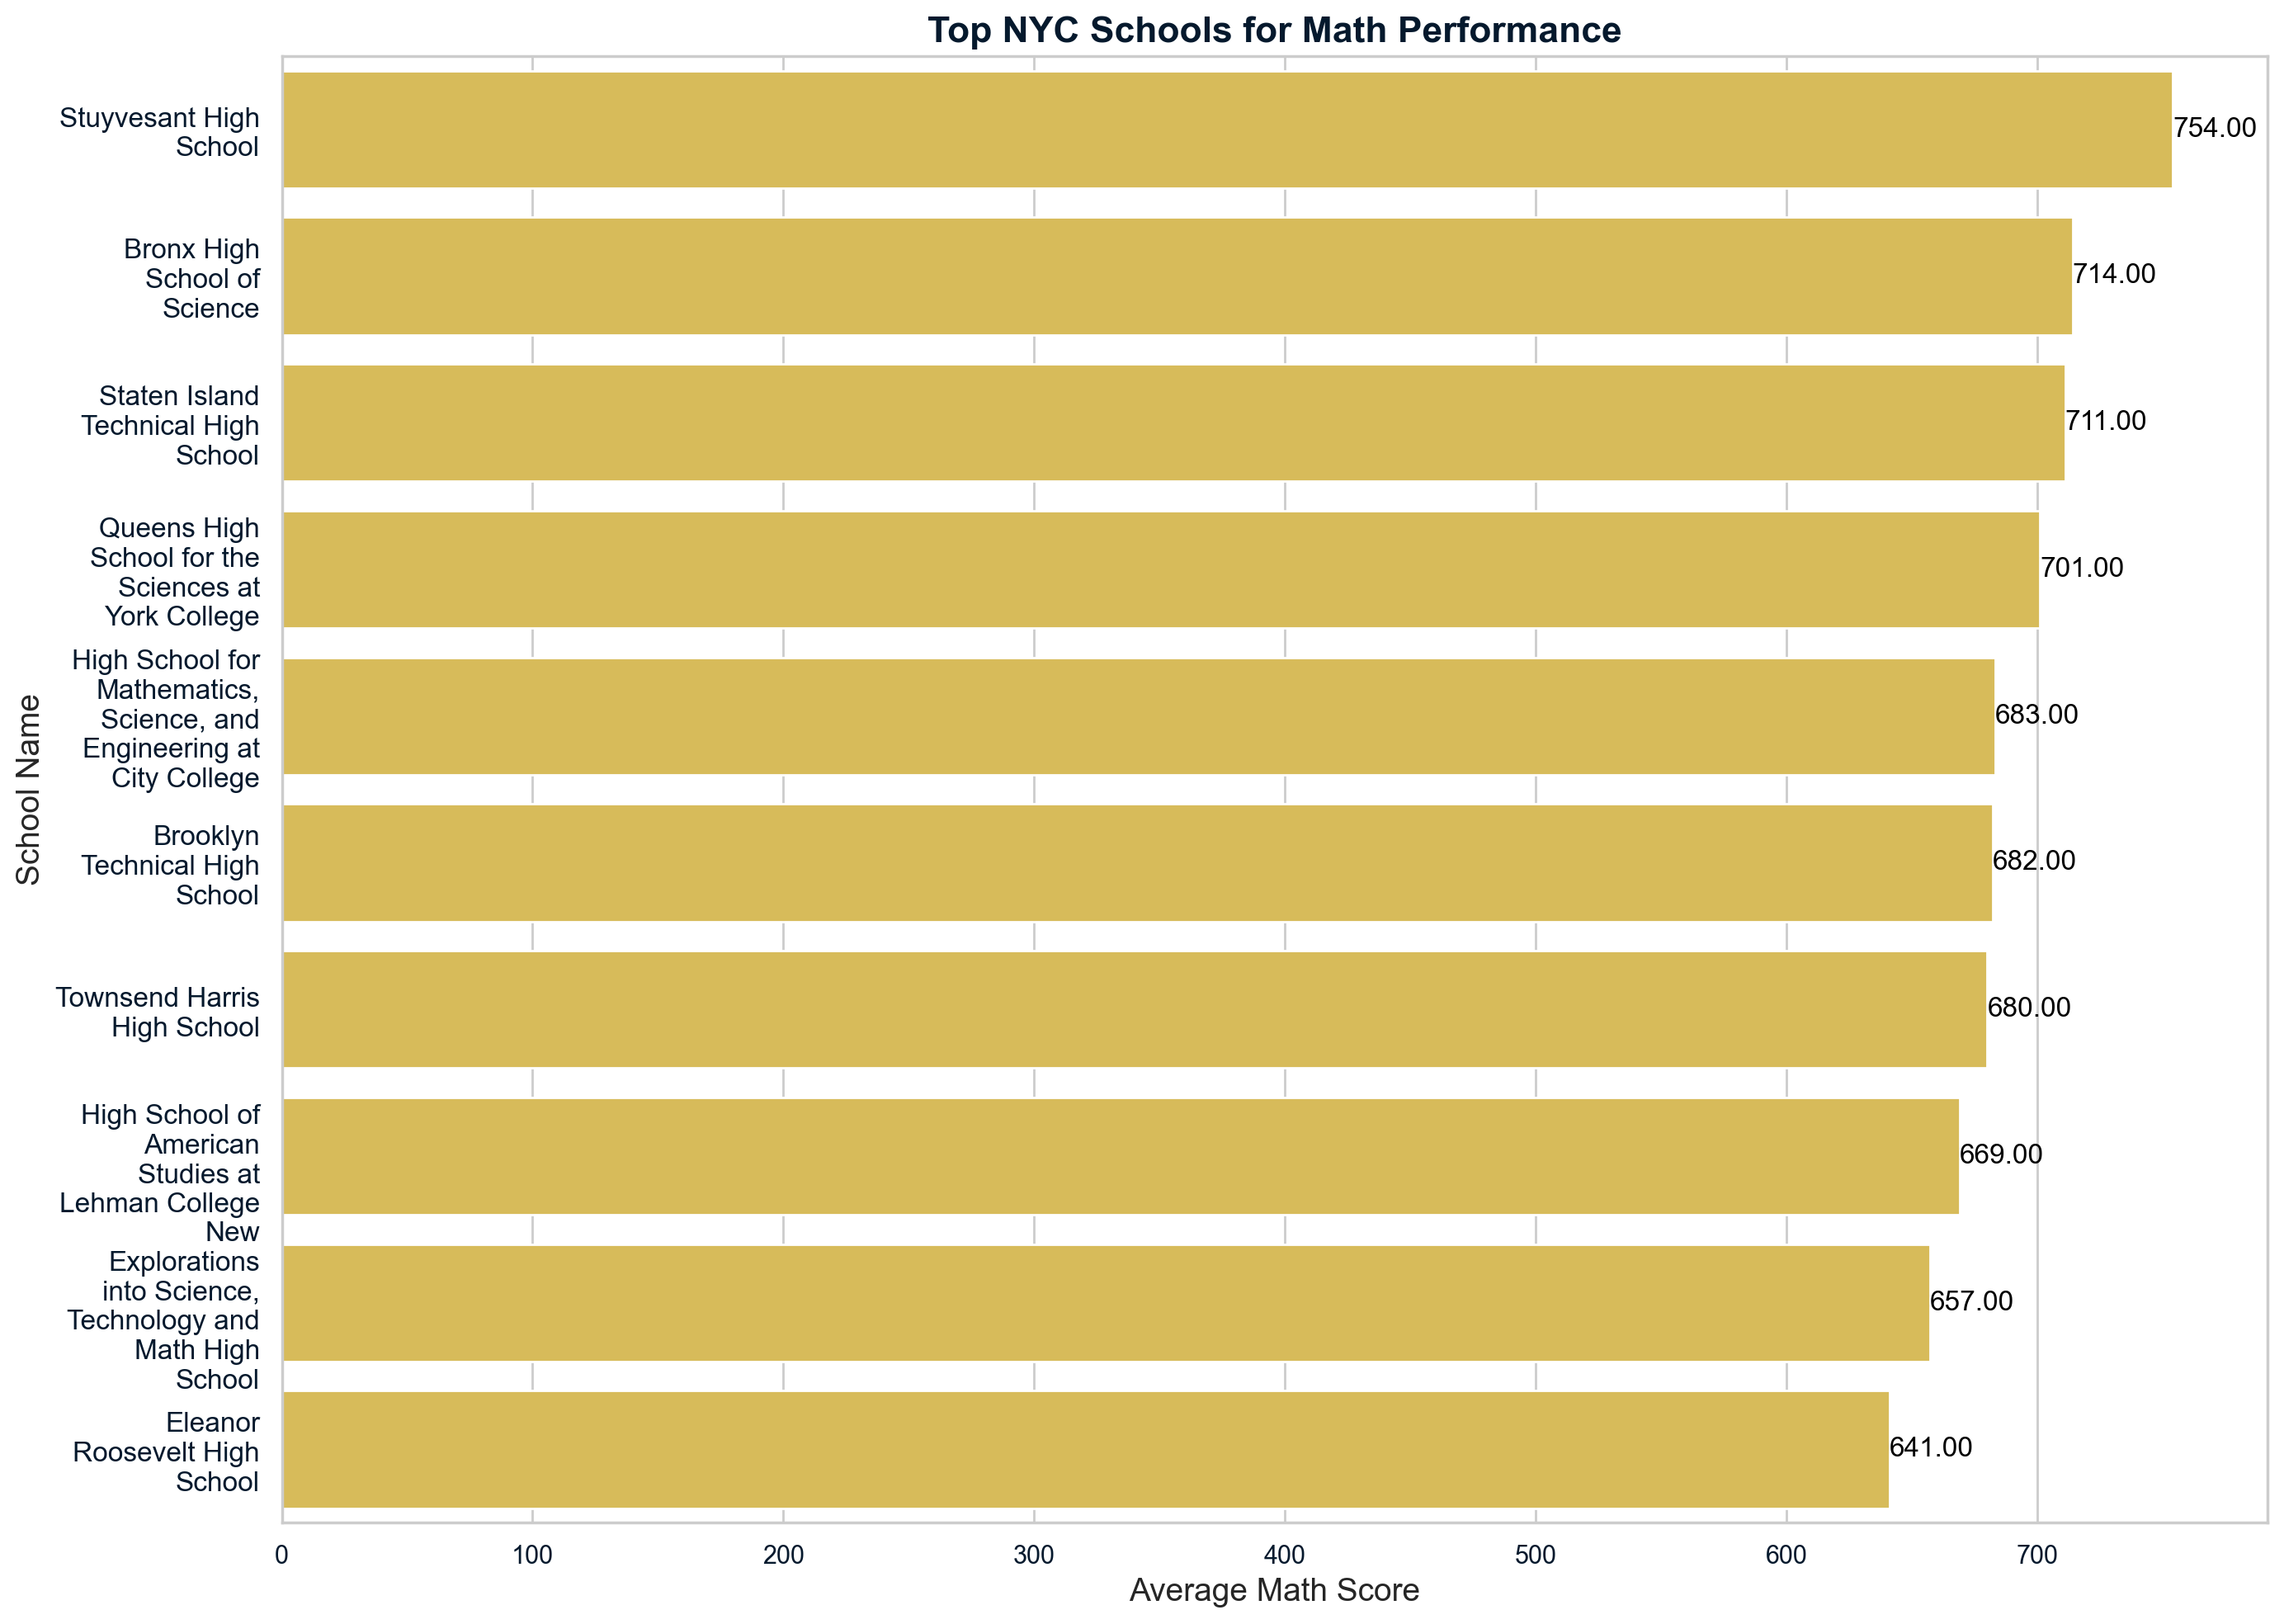 Top NYC Schools for Math Performance
Stuyvesant High
School
754.00
Bronx High
School of
Science
714.00
Staten Island
Technical High
School
711.00
Queens High
School for the
Sciences at
York College
701.00
High School for
Mathematics,
Science, and
Engineering at
City College
683.00
Brooklyn
Technical High
School
682.00
Townsend Harris
High School
680.00
High School of
American
Studies at
Lehman College
669.00
New
Explorations
into Science,
Technology and
Math High
School
657.00
Eleanor
Roosevelt High
School
641.00
School Name
0 100 200 300 400 500 600 700
Average Math Score